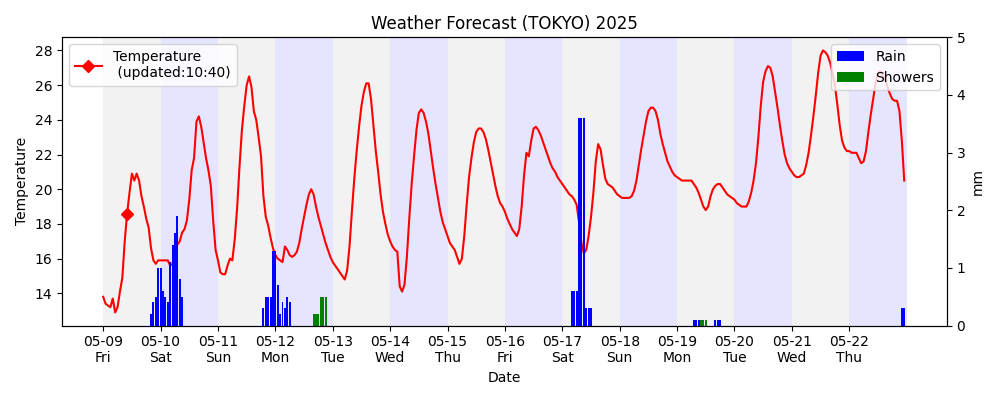 Weather Forecast (TOKYO) 2025
Temperature
(updated:10:40)
Rain
Showers
Temperature
28
26
24
22
20
18
16
14
5
4
3
2
1
0
mm
05-09 05-10 05-11 05-12 05-13 05-14 05-15 05-16 05-17 05-18 05-19 05-20 05-21 05-22
Fri Sat Sun Mon Tue Wed Thu Fri Sat Sun Mon Tue Wed Thu
Date